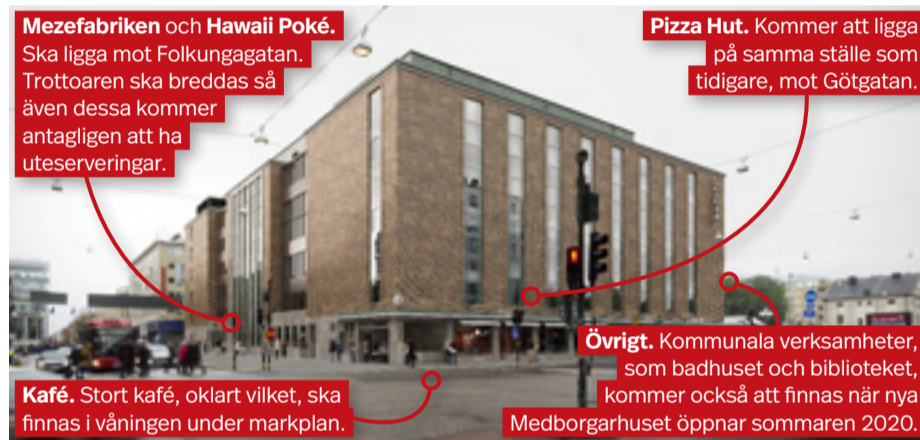 Mezefabriken och Hawaii Poké.
Ska ligga mot Folkungagatan.
Trottoaren ska breddas så
även dessa kommer
antagligen att ha
uteserveringar.
Pizza Hut. Kommer att ligga
på samma ställe som
tidigare, mot Götgatan.
Kafé. Stort kafé, oklart vilket, ska
finnas i våningen under markplan.
Övrigt. Kommunala verksamheter,
som badhuset och biblioteket,
kommer också att finnas när nya
Medborgarhuset öppnar sommaren 2020.